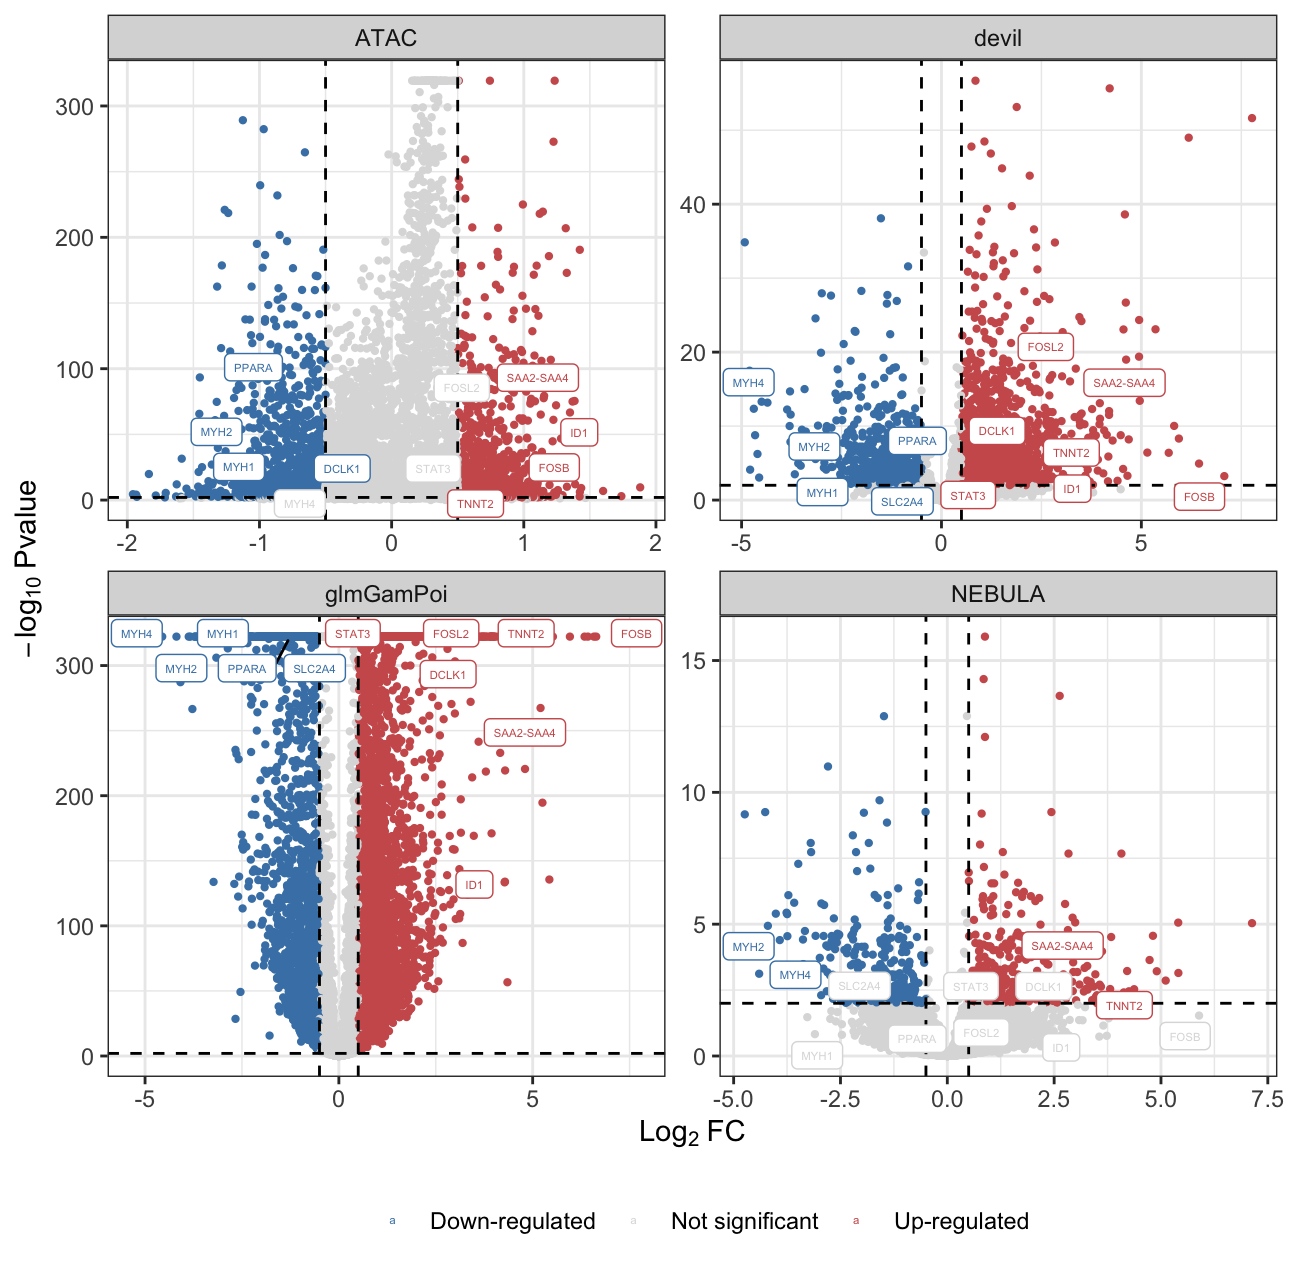 ATAC
devil
300
200
100
0
-2
-1
0
1
2
PPARA
MYH2
MYH1
DCLK1
MYH4
FOSL2
STAT3
SAA2-SAA4
ID1
FOSB
TNNT2
40
20
0
-5
0
5
MYH4
MYH2
MYH1
PPARA
SLC2A4
FOSL2
SAA2-SAA4
DCLK1
TNNT2
STAT3
ID1
FOSB
−log10 Pvalue
glmGamPoi
NEBULA
300
200
100
0
-5
0
5
MYH4
MYH1
STAT3
FOSL2
TNNT2
FOSB
MYH2
PPARA
SLC2A4
DCLK1
SAA2-SAA4
ID1
15
10
5
0
-5.0
-2.5
0.0
2.5
5.0
7.5
MYH2
MYH4
SLC2A4
STAT3
DCLK1
SAA2-SAA4
TNNT2
PPARA
FOSL2
MYH1
ID1
FOSB
Log2 FC
a Down-regulated a Not significant a Up-regulated